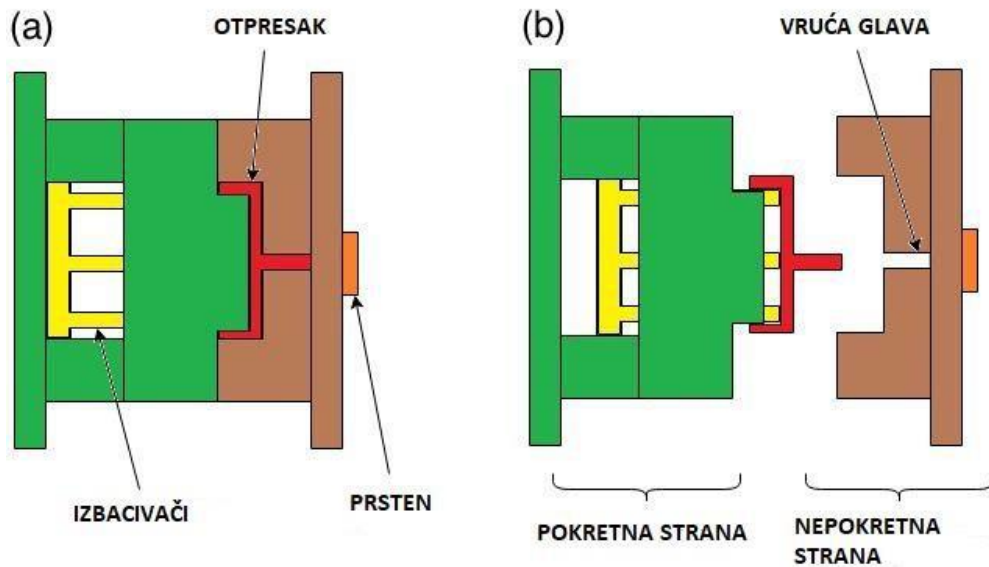 (a)
OTPRESAK
(b)
VRUĆA GLAVA
IZBACIVAČI
PRSTEN
POKRETNA STRANA
NEPOKRETNA
STRANA